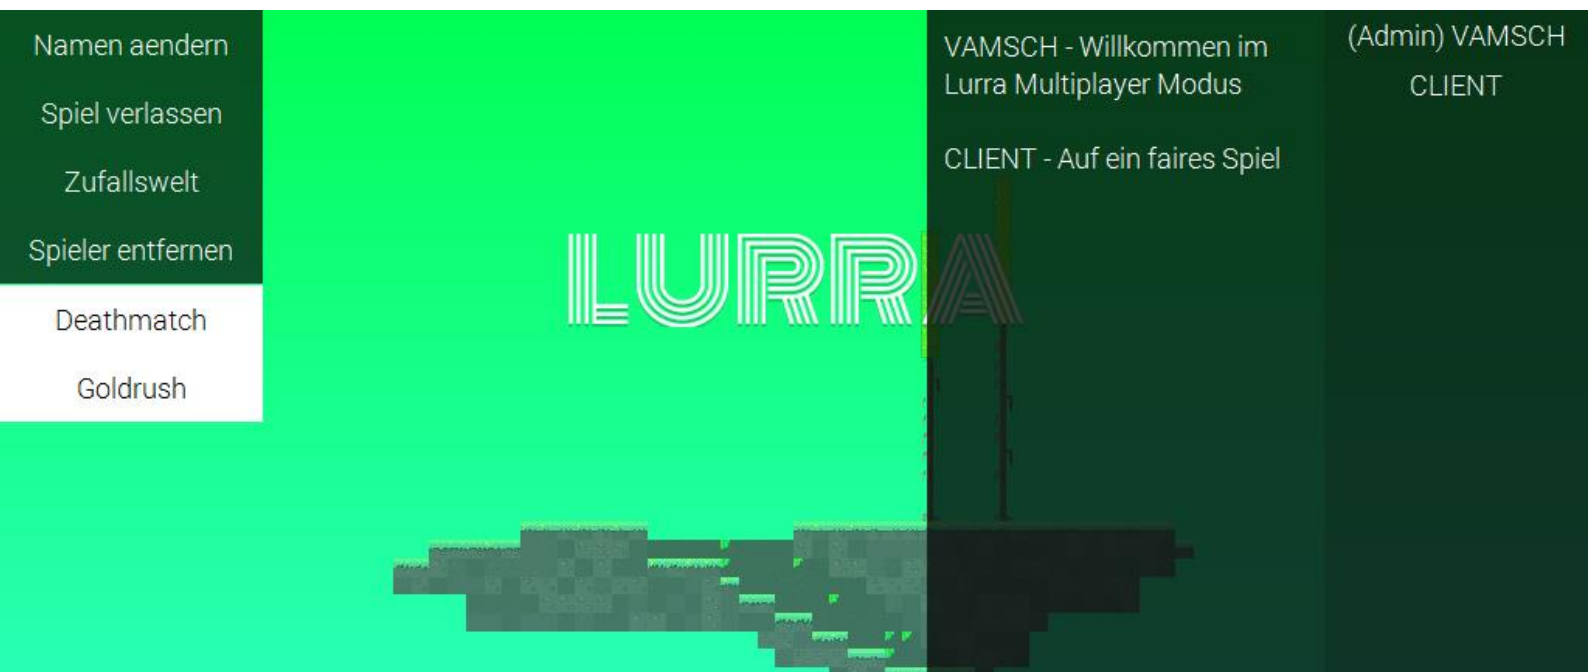 Namen aendern
Spiel verlassen
Zufallswelt
Spieler entfernen
Deathmatch
Goldrush
LURRA
VAMSCH - Willkommen im
Lurra Multiplayer Modus
CLIENT - Auf ein faires Spiel
(Admin) VAMSCH
CLIENT